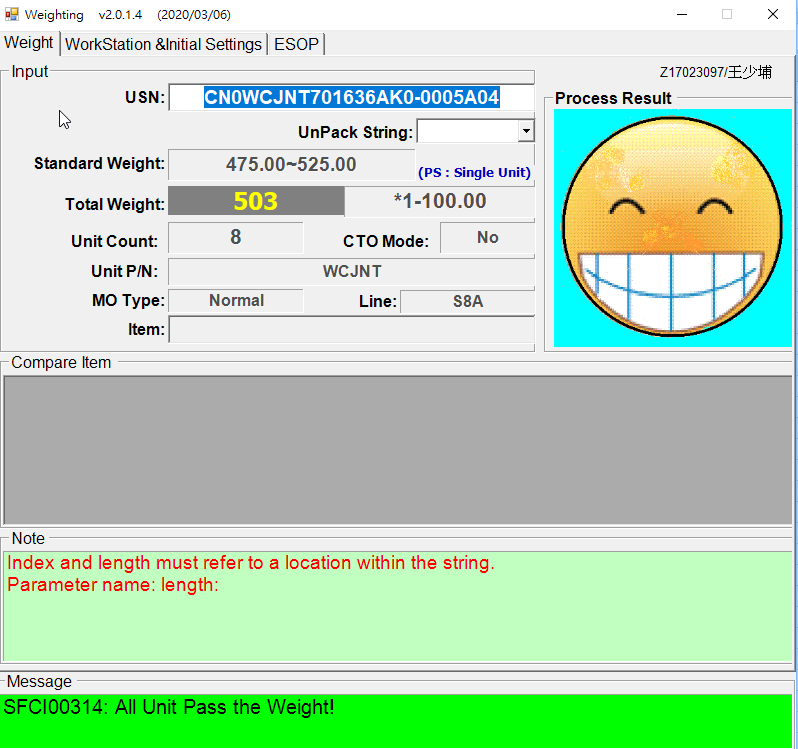 Weighting v2.0.1.4 (2020/03/06)
Weight WorkStation &Initial Settings ESOP
Z17023097/王少埔
Input
USN: CN0WCJNT701636AK0-0005A04
UnPack String:
Standard Weight: 475.00~525.00 (PS : Single Unit)
Total Weight: 503 *1-100.00
Unit Count: 8 CTO Mode: No
Unit P/N: WCJNT
MO Type: Normal Line: S8A
Item:
Process Result
Compare Item
Note
Index and length must refer to a location within the string.
Parameter name: length:
Message
SFCI00314: All Unit Pass the Weight!